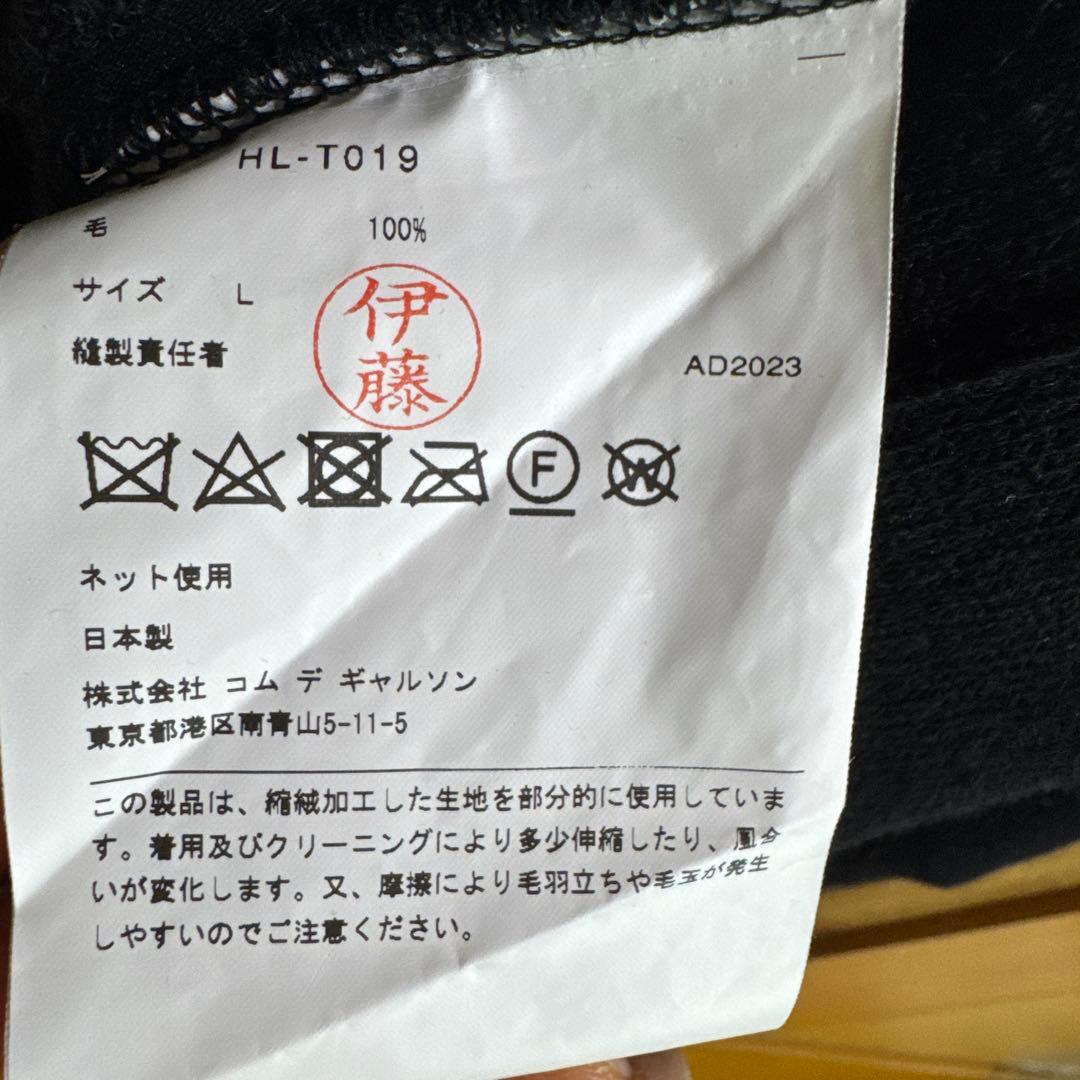 HL-T019
毛 100%
サイズ L
伊藤
縫製責任者
AD2023
F
W
ネット使用
日本製
株式会社 コム デ ギャルソン
東京都港区南青山5-11-5
この製品は、縮絨加工した生地を部分的に使用していま
す。着用及びクリーニングにより多少伸縮したり、風合
いが変化します。又、摩擦により毛羽立ちや毛玉が発生
しやすいのでご注意ください。